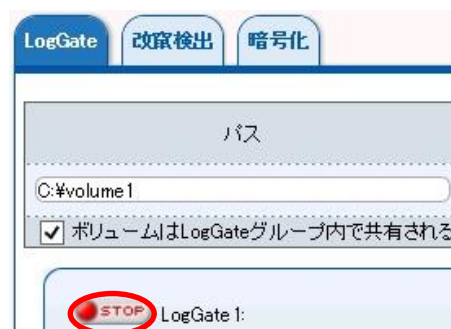 LogGate 改竄検出 暗号化
パス
C:¥volume1
ボリュームはLogGateグループ内で共有される
STOP LogGate 1: